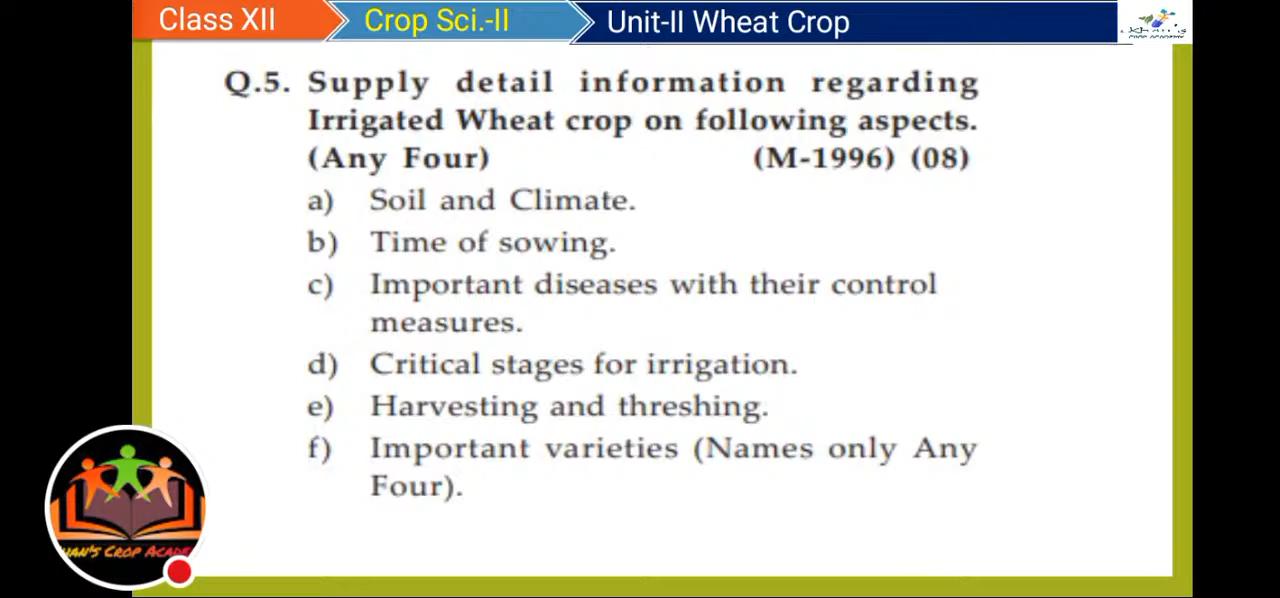 Class XII Crop Sci.-II Unit-II Wheat Crop
Q.5. Supply detail information regarding
Irrigated Wheat crop on following aspects.
(Any Four) (M-1996) (08)
a) Soil and Climate.
b) Time of sowing.
c) Important diseases with their control
measures.
d) Critical stages for irrigation.
e) Harvesting and threshing.
f) Important varieties (Names only Any
Four).
CROP ACADE